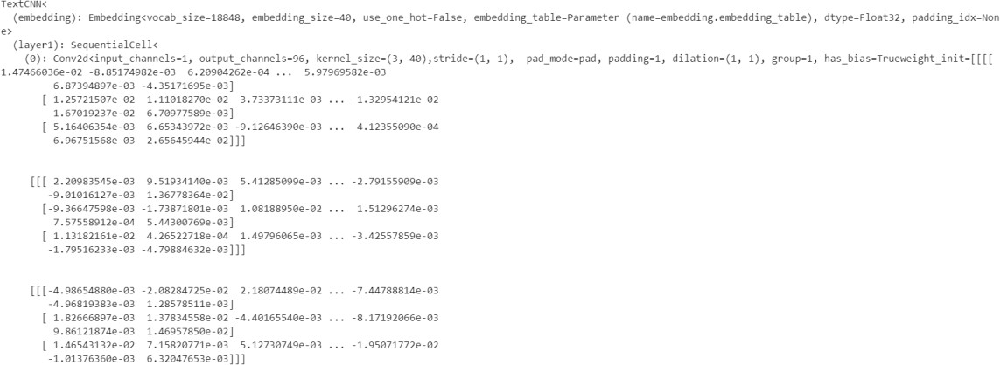 TextCNN<
  (embedding): Embedding<vocab_size=18848, embedding_size=40, use_one_hot=False, embedding_table=Parameter (name=embedding.embedding_table), dtype=Float32, padding_idx=Non
e>
  (layer1): SequentialCell<
    (0): Conv2d<input_channels=1, output_channels=96, kernel_size=(3, 40),stride=(1, 1),  pad_mode=pad, padding=1, dilation=(1, 1), group=1, has_bias=Trueweight_init=[[[[
1.47466036e-02 -8.85174982e-03  6.20904262e-04 ...  5.97969582e-03
         6.87394897e-03 -4.35171695e-03]
       [ 1.25721507e-02  1.11018270e-02  3.73373111e-03 ... -1.32954121e-02
         1.67019237e-02  6.70977589e-03]
       [ 5.16406354e-03  6.65343972e-03 -9.12646390e-03 ...  4.12355090e-04
         6.96751568e-03  2.65645944e-02]]]
     [[[ 2.20983545e-03  9.51934140e-03  5.41285099e-03 ... -2.79155909e-03
        -9.01016127e-03  1.36778364e-02]
       [-9.36647598e-03 -1.73871801e-03  1.08188950e-02 ...  1.51296274e-03
         7.57558912e-04  5.44300769e-03]
       [ 1.13182161e-02  4.26522718e-04  1.49796065e-03 ... -3.42557859e-03
        -1.79516233e-03 -4.79884632e-03]]]
     [[[-4.98654880e-03 -2.08284725e-02  2.18074489e-02 ... -7.44788814e-03
        -4.96819383e-03  1.28578511e-03]
       [ 1.82666897e-03  1.37834558e-02 -4.40165540e-03 ... -8.17192066e-03
         9.86121874e-03  1.46957850e-02]
       [ 1.46543132e-02  7.15820771e-03  5.12730749e-03 ... -1.95071772e-02
        -1.01376360e-03  6.32047653e-03]]]